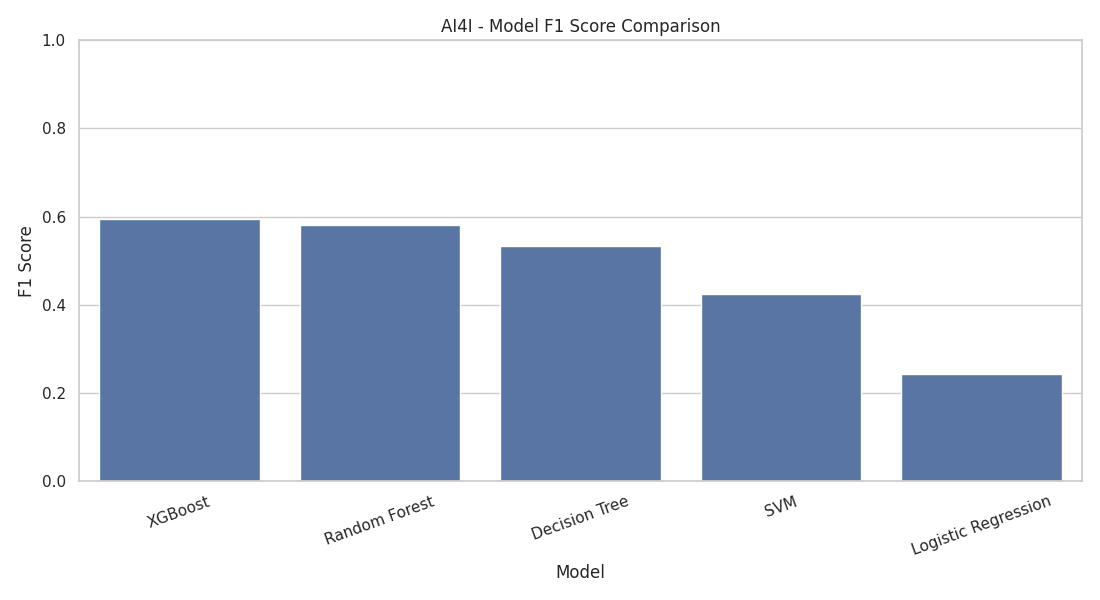 AI4I - Model F1 Score Comparison
F1 Score
1.0
0.8
0.6
0.4
0.2
0.0
XGBoost
Random Forest
Decision Tree
SVM
Logistic Regression
Model